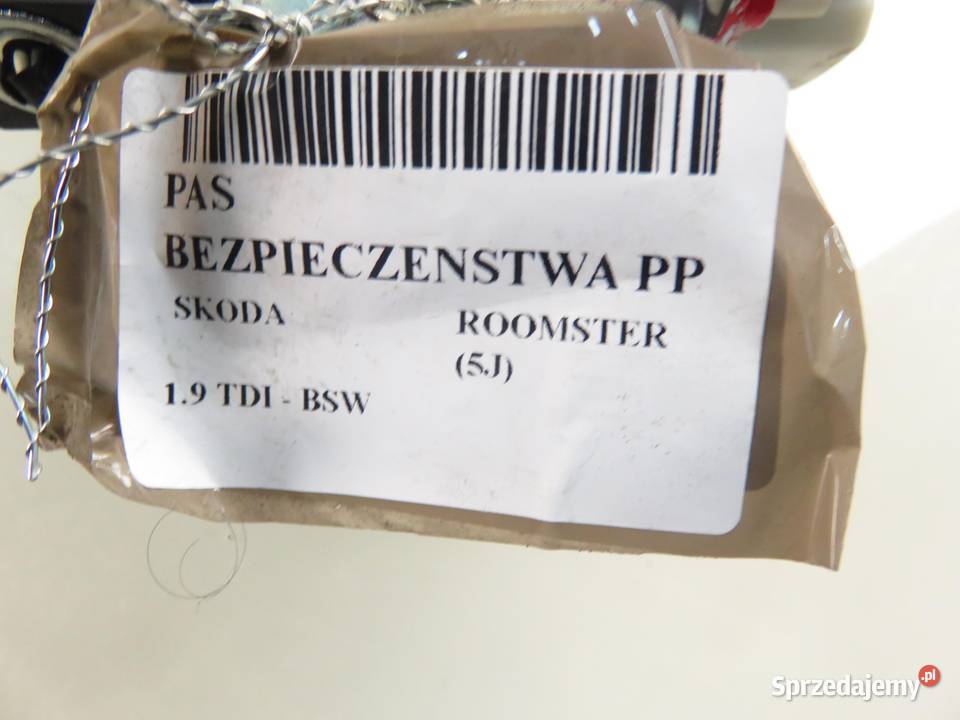 PAS
BEZPIECZENSTWA PP
SKODA ROOMSTER
(5J)
1.9 TDI - BSW
Sprzedajemy.pl